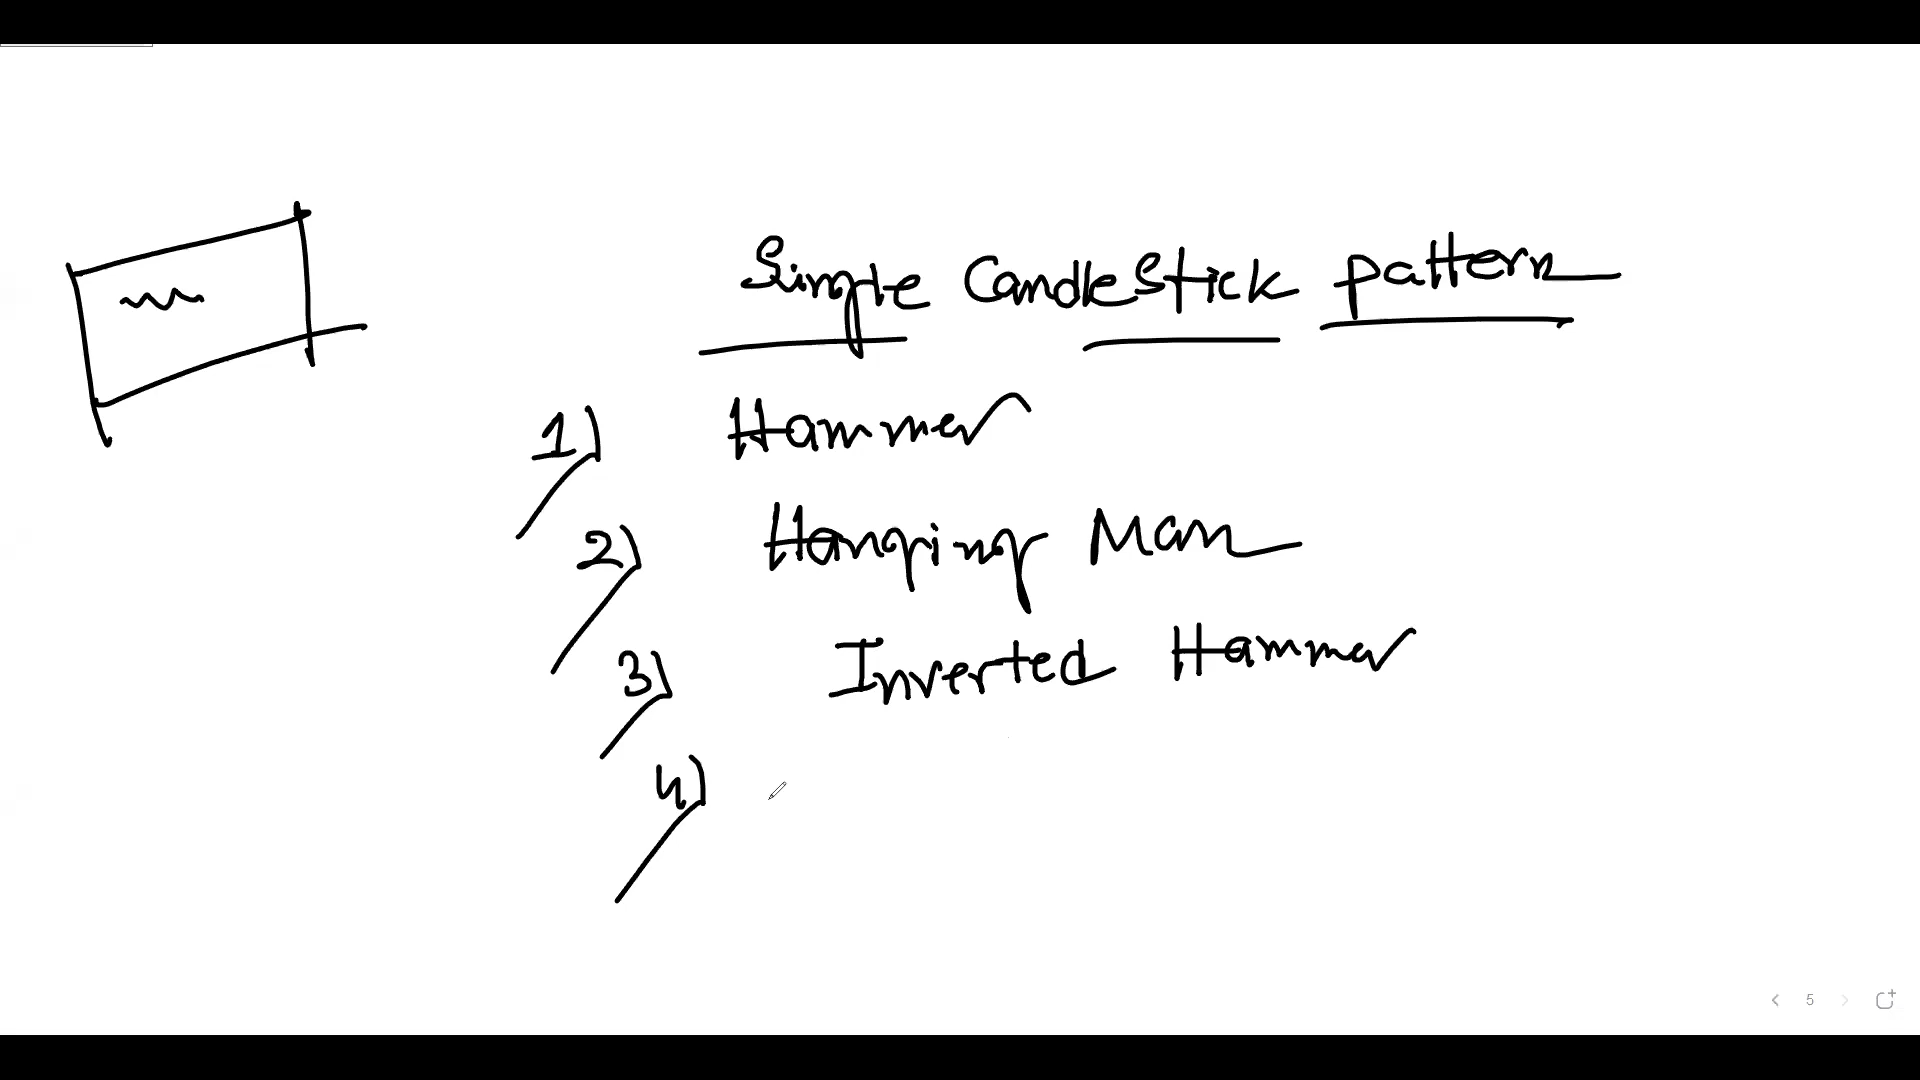 Single Candlestick pattern
1) Hammer
2) Hanging Man
3) Inverted Hammer
4)
5